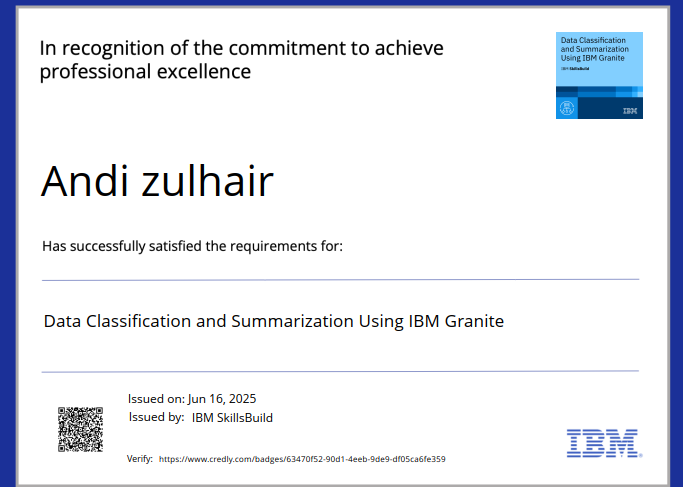 In recognition of the commitment to achieve
professional excellence
Data Classification
and Summarization
Using IBM Granite
IBM SkillsBuild
IBM
Andi zulhair
Has successfully satisfied the requirements for:
Data Classification and Summarization Using IBM Granite
Issued on: Jun 16, 2025
Issued by: IBM SkillsBuild
Verify: https://www.credly.com/badges/63470f52-90d1-4eeb-9de9-df05ca6fe359
IBM.